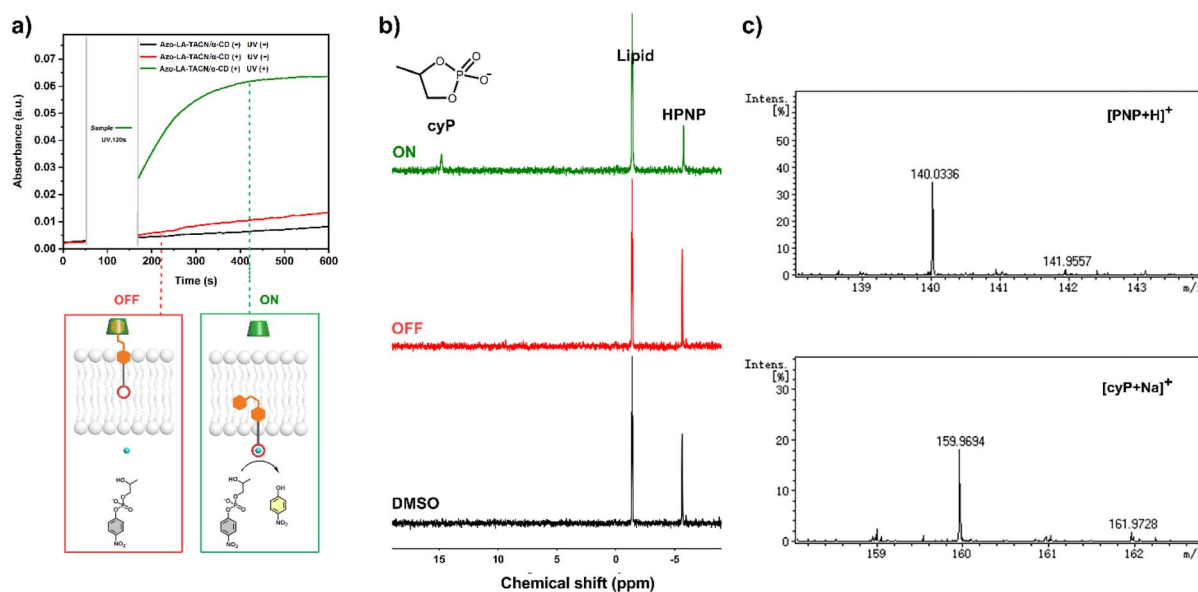 a)
Azo-LA-TACN/α-CD (−) UV (−)
Azo-LA-TACN/α-CD (+) UV (−)
Azo-LA-TACN/α-CD (+) UV (+)
Sample
UV,120s
Absorbance (a.u.)
0.07
0.06
0.05
0.04
0.03
0.02
0.01
0.00
0 100 200 300 400 500 600
Time (s)
OFF
ON
HO
O
O
P
O
O
NO₂
HO
O
O
P
O
O
NO₂
OH
NO₂
b)
O
O
P
O
O⁻
cyP
Lipid
HPNP
ON
OFF
DMSO
15 10 5 0 -5
Chemical shift (ppm)
c)
Intens.
[%]
[PNP+H]⁺
140.0336
141.9557
50
40
30
20
10
0
139 140 141 142 143 m/
Intens.
[%]
[cyP+Na]⁺
159.9694
161.9728
30
20
10
0
159 160 161 162 m/